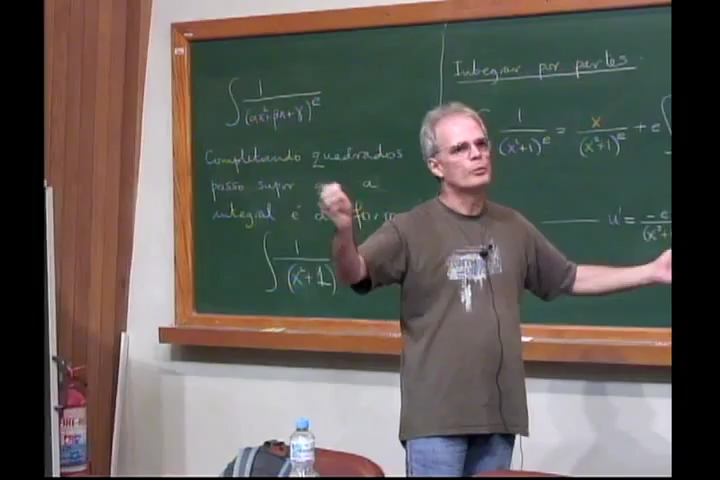 ∫ 1/(αx²+βx+γ)^e
Completando quadrados
posso supor a
integral é
∫ 1/(x²+1)
Integrar por partes.
1/(x²+1)^e = x/(x²+1)^e + e ∫
u' = -e/(x²+